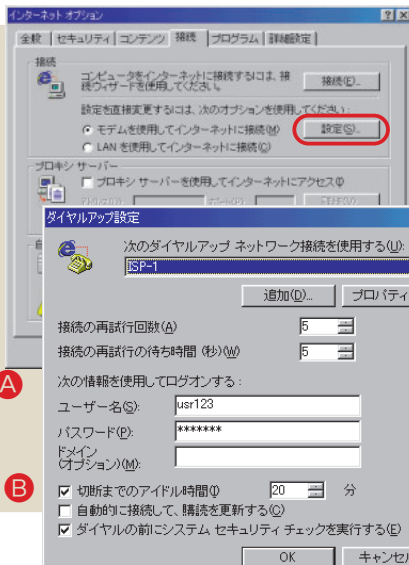 インターネット オプション
全般 セキュリティ コンテンツ 接続 プログラム 詳細設定
接続
コンピュータをインターネットに接続するには、接
続ウィザードを使用してください。
接続(E)...
設定を直接変更するには、次のオプションを使用してください:
モデムを使用してインターネットに接続(M)
設定(S)...
LAN を使用してインターネットに接続(C)
プロキシ サーバー
プロキシ サーバーを使用してインターネットにアクセス(I)
ダイヤルアップ設定
次のダイヤルアップ ネットワーク接続を使用する(U):
ISP-1
追加(D)... プロパティ
接続の再試行回数(A) 5
接続の再試行の待ち時間 (秒)(W) 5
A
次の情報を使用してログオンする:
ユーザー名(S): usr123
パスワード(P): *******
ドメイン
(オプション)(M):
B
切断までのアイドル時間(I) 20 分
自動的に接続して、購読を更新する(C)
ダイヤルの前にシステム セキュリティ チェックを実行する(E)
OK キャンセル